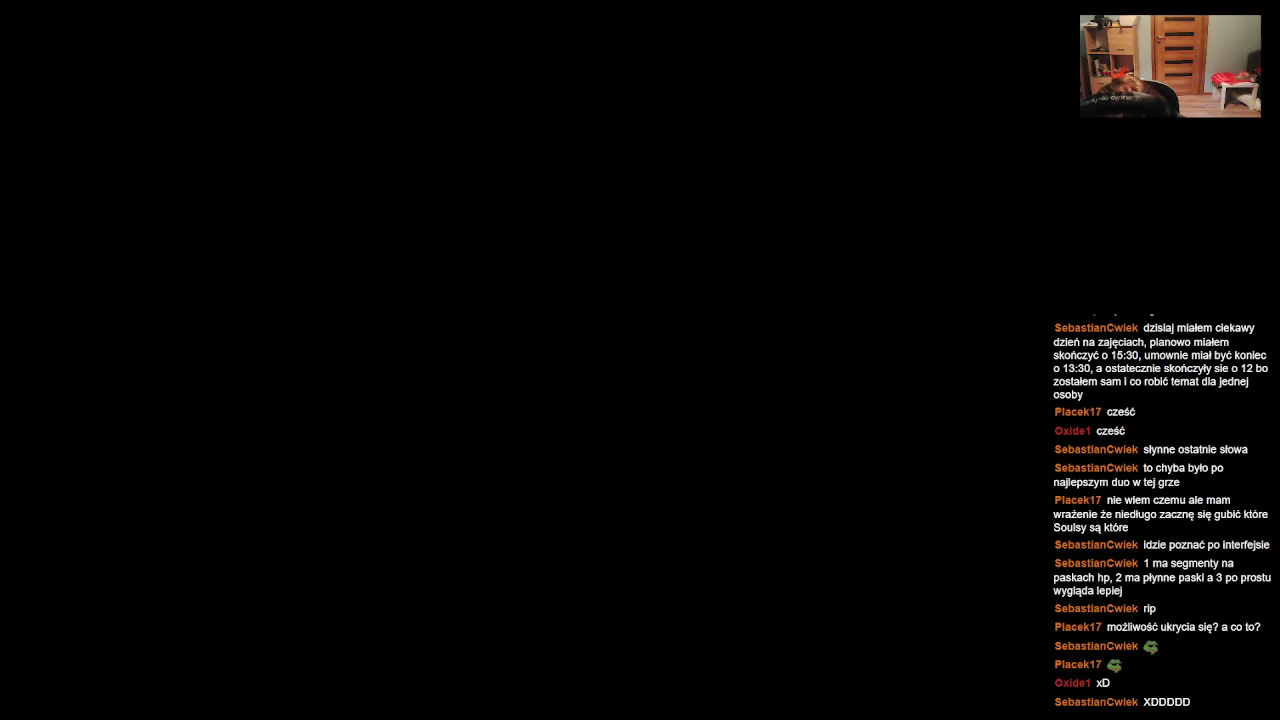 SebastianCwiek dzisiaj miałem ciekawy
dzień na zajęciach, planowo miałem
skończyć o 15:30, umownie miał być koniec
o 13:30, a ostatecznie skończyły sie o 12 bo
zostałem sam i co robić temat dla jednej
osoby
Placek17 cześć
Oxide1 cześć
SebastianCwiek słynne ostatnie słowa
SebastianCwiek to chyba było po
najlepszym duo w tej grze
Placek17 nie wiem czemu ale mam
wrażenie że niedługo zacznę się gubić które
Soulsy są które
SebastianCwiek idzie poznać po interfejsie
SebastianCwiek 1 ma segmenty na
paskach hp, 2 ma płynne paski a 3 po prostu
wygląda lepiej
SebastianCwiek rip
Placek17 możliwość ukrycia się? a co to?
SebastianCwiek
Placek17
Oxide1 xD
SebastianCwiek XDDDDD